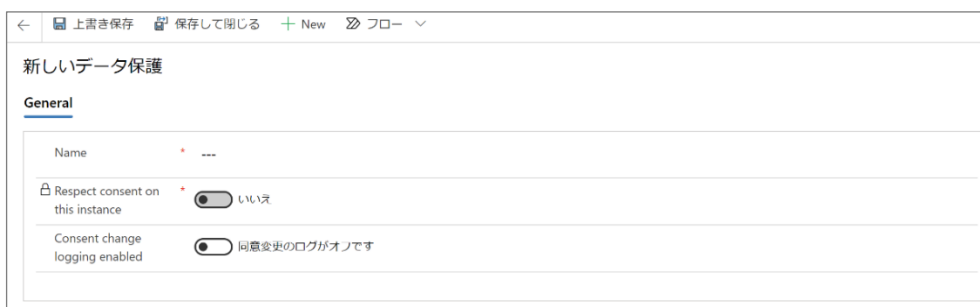 上書き保存 保存して閉じる New フロー
新しいデータ保護
General
Name * ---
Respect consent on * いいえ
this instance
Consent change 同意変更のログがオフです
logging enabled